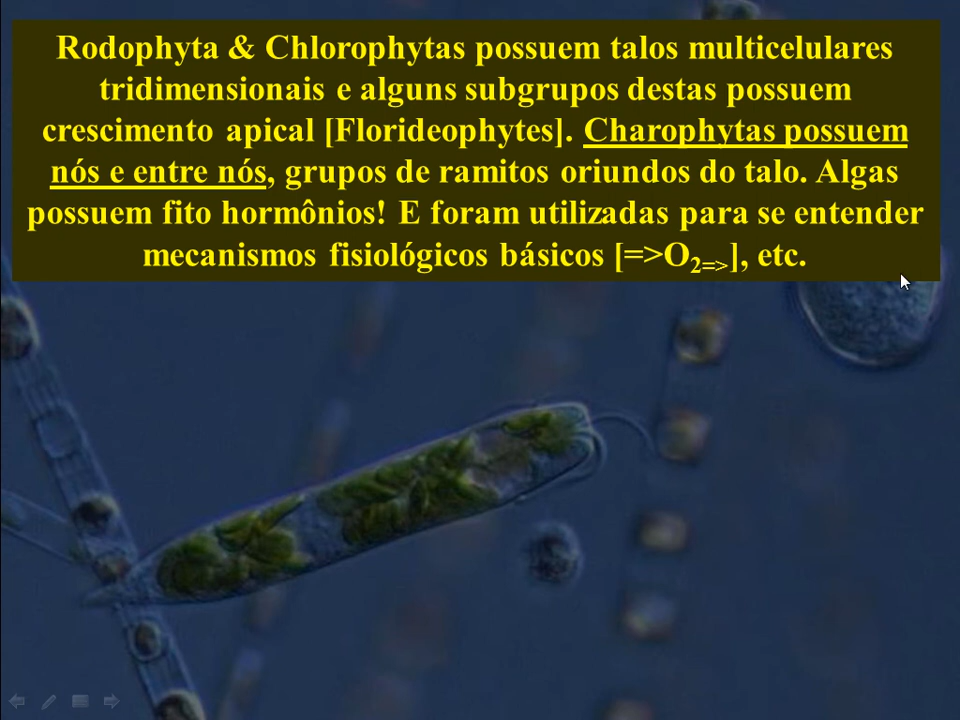 Rodophyta & Chlorophytas possuem talos multicelulares
tridimensionais e alguns subgrupos destas possuem
crescimento apical [Florideophytes]. Charophytas possuem
nós e entre nós, grupos de ramitos oriundos do talo. Algas
possuem fito hormônios! E foram utilizadas para se entender
mecanismos fisiológicos básicos [=>O₂=>], etc.